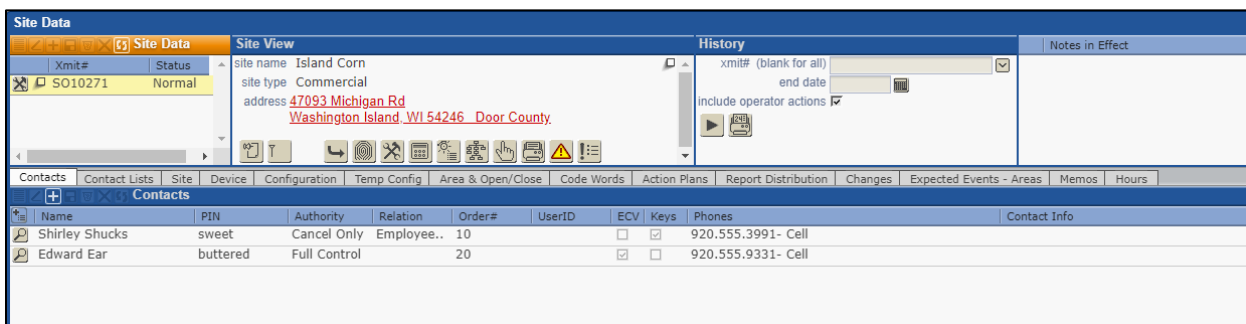 Site Data
Site Data
Xmit# Status
SO10271 Normal
Site View
site name Island Corn
site type Commercial
address 47093 Michigan Rd
Washington Island, WI 54246 Door County
History
xmit# (blank for all)
end date
include operator actions
Notes in Effect
Contacts Contact Lists Site Device Configuration Temp Config Area & Open/Close Code Words Action Plans Report Distribution Changes Expected Events - Areas Memos Hours
Contacts
Name PIN Authority Relation Order# UserID ECV Keys Phones Contact Info
Shirley Shucks sweet Cancel Only Employee.. 10 920.555.3991- Cell
Edward Ear buttered Full Control 20 920.555.9331- Cell